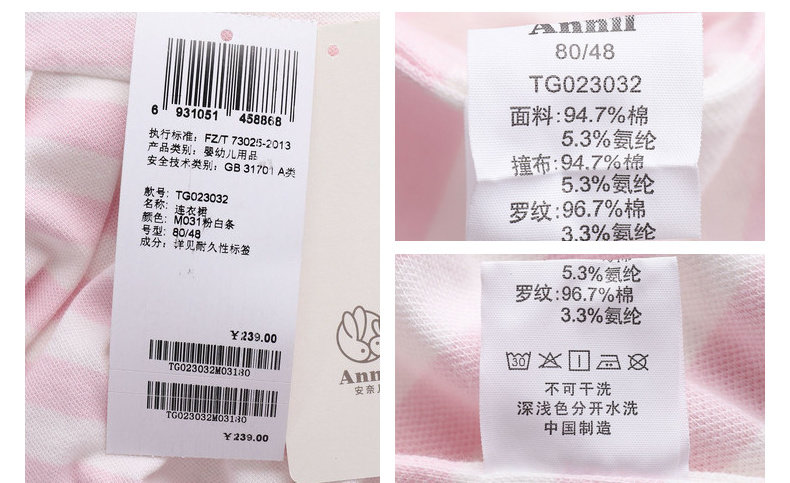 6 931051 458868
执行标准: FZ/T 73025-2013
产品类别: 婴幼儿用品
安全技术类别: GB 31701 A类
款号: TG023032
名称: 连衣裙
颜色: M031粉白条
号型: 80/48
成分: 详见耐久性标签
¥239.00
TG023032M03180
TG023032M03180
¥239.00
Annil
安奈儿
Annil
80/48
TG023032
面料:94.7%棉
5.3%氨纶
撞布:94.7%棉
5.3%氨纶
罗纹:96.7%棉
3.3%氨纶
5.3%氨纶
罗纹:96.7%棉
3.3%氨纶
30
不可干洗
深浅色分开水洗
中国制造